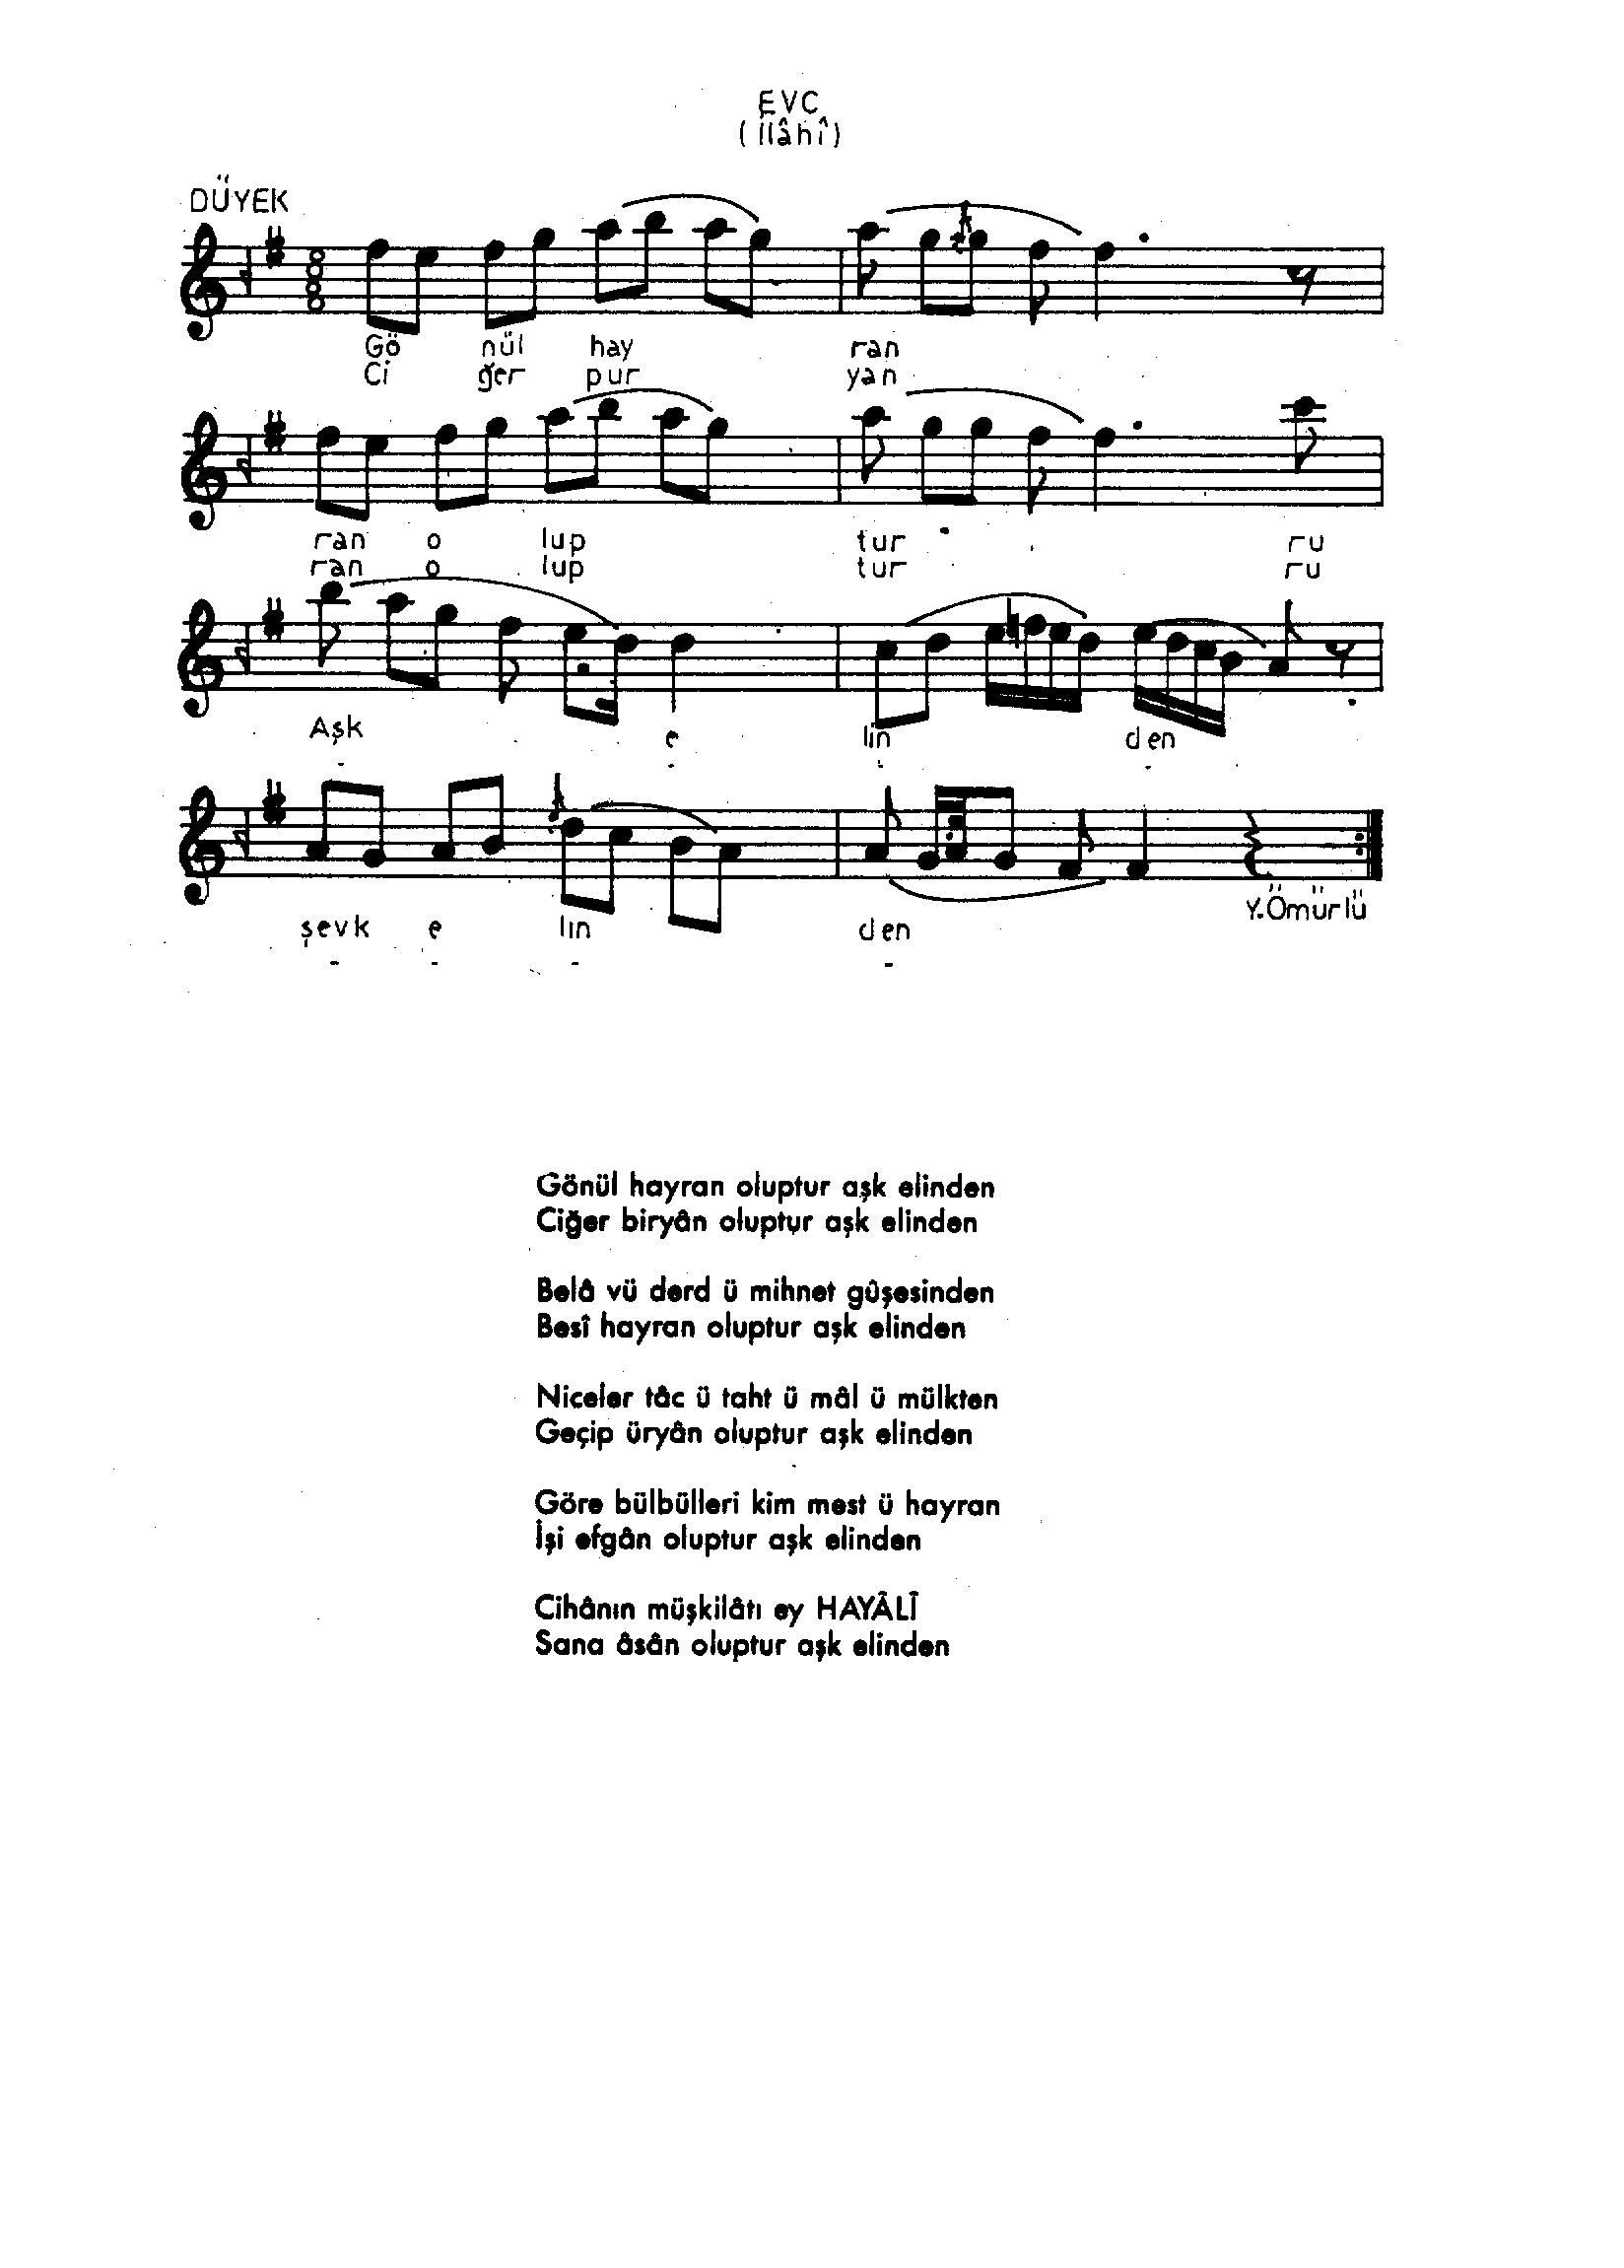 EVC
(İlâhî)
DÜYEK
8
8
Gö nül hay ran
Ci ğer pur yan
ran o lup tur ru
ran o lup tur ru
Aşk e lin den
- - - -
şevk e lın den
- - - -
Y.Ömürlü
Gönül hayran oluptur aşk elinden
Ciğer biryân oluptur aşk elinden
Belâ vü derd ü mihnet gûşesinden
Besî hayran oluptur aşk elinden
Niceler tâc ü taht ü mâl ü mülkten
Geçip üryân oluptur aşk elinden
Göre bülbülleri kim mest ü hayran
İşi efgân oluptur aşk elinden
Cihânın müşkilâtı ey HAYÂLÎ
Sana âsân oluptur aşk elinden